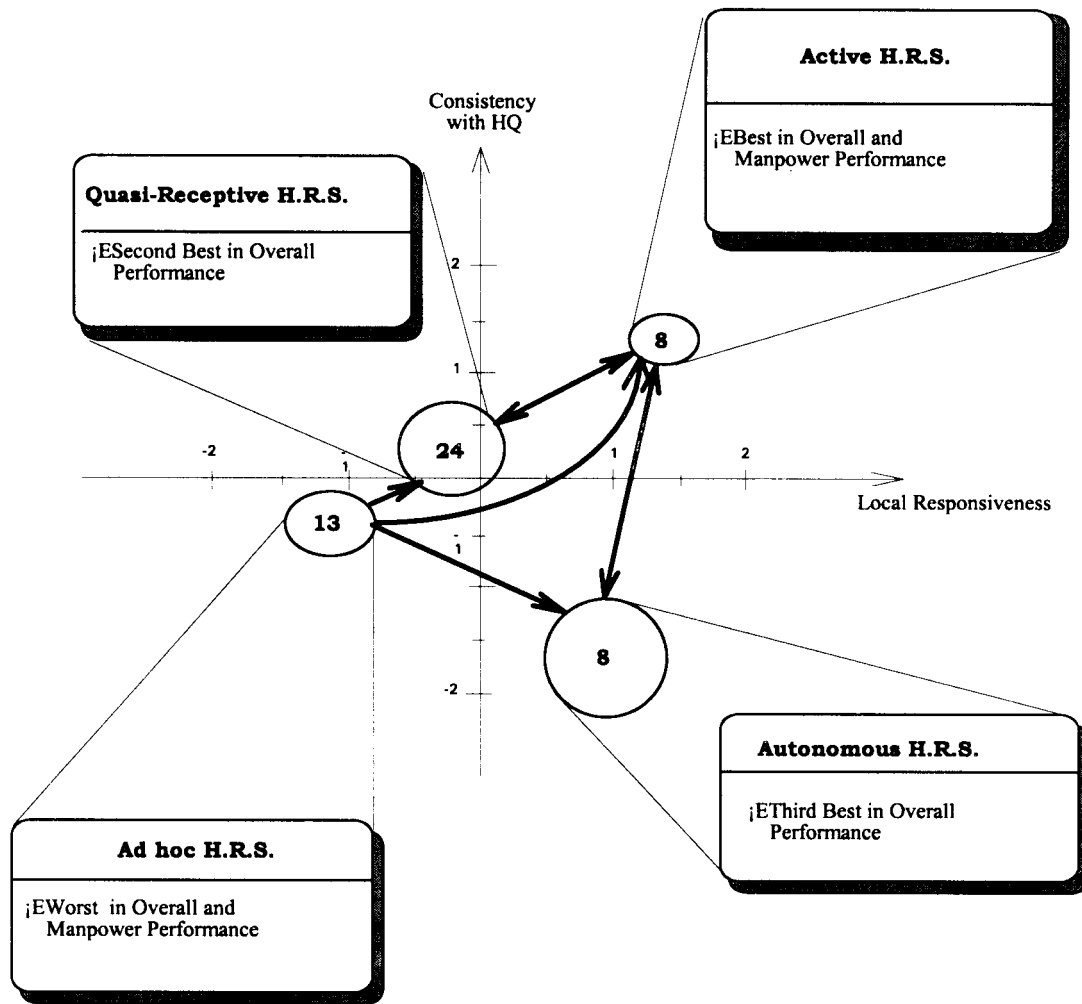 Active H.R.S.
¡EBest in Overall and
Manpower Performance
Consistency
with HQ
Quasi-Receptive H.R.S.
¡ESecond Best in Overall
Performance
2
8
1
24
-2
-
1
1
2
Local Responsiveness
13
-
1
8
-2
Autonomous H.R.S.
¡EThird Best in Overall
Performance
Ad hoc H.R.S.
¡EWorst in Overall and
Manpower Performance